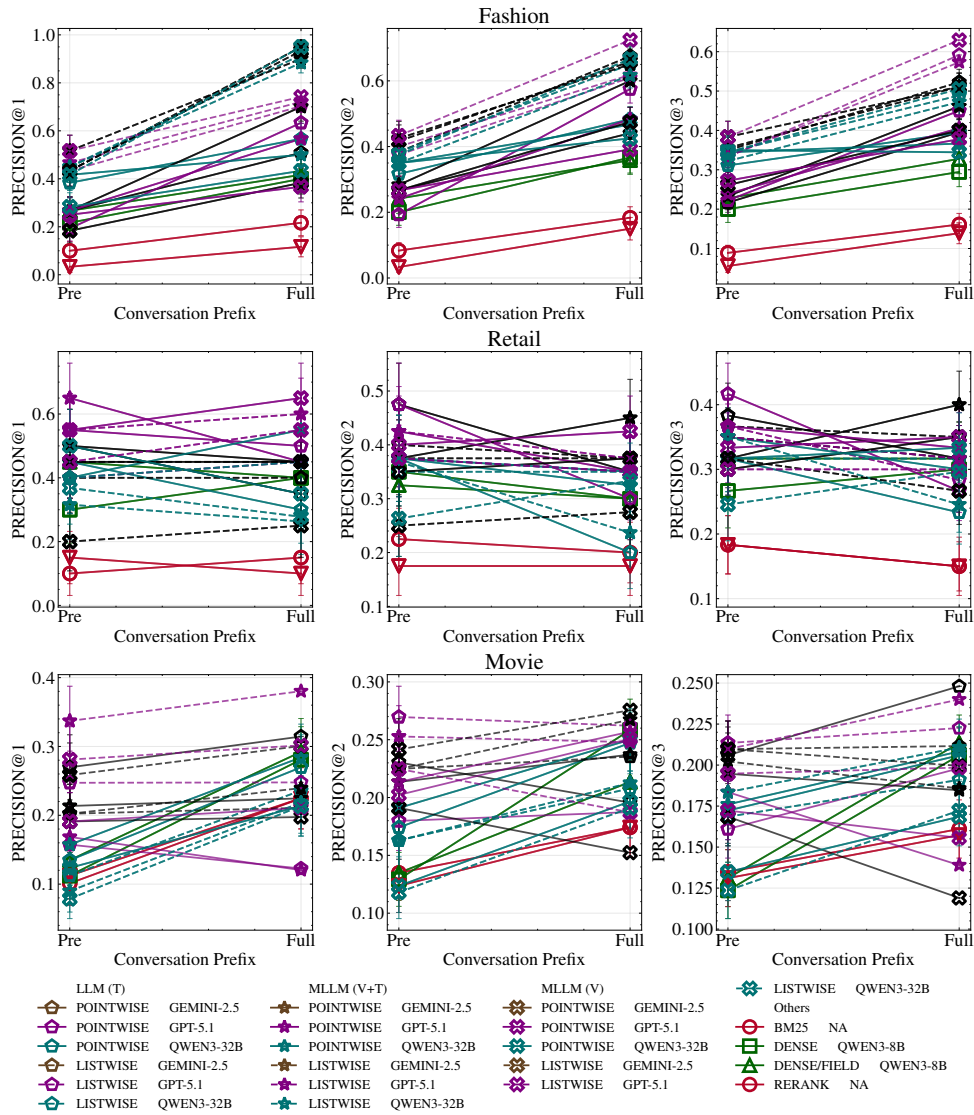 Fashion
PRECISION@1
1.0
0.8
0.6
0.4
0.2
0.0
Pre
Full
Conversation Prefix
PRECISION@2
0.6
0.4
0.2
0.0
Pre
Full
Conversation Prefix
PRECISION@3
0.6
0.5
0.4
0.3
0.2
0.1
Pre
Full
Conversation Prefix
Retail
PRECISION@1
0.6
0.4
0.2
0.0
Pre
Full
Conversation Prefix
PRECISION@2
0.5
0.4
0.3
0.2
0.1
Pre
Full
Conversation Prefix
PRECISION@3
0.4
0.3
0.2
0.1
Pre
Full
Conversation Prefix
Movie
PRECISION@1
0.4
0.3
0.2
0.1
Pre
Full
Conversation Prefix
PRECISION@2
0.30
0.25
0.20
0.15
0.10
Pre
Full
Conversation Prefix
PRECISION@3
0.250
0.225
0.200
0.175
0.150
0.125
0.100
Pre
Full
Conversation Prefix
LLM (T)
POINTWISE GEMINI-2.5
POINTWISE GPT-5.1
POINTWISE QWEN3-32B
LISTWISE GEMINI-2.5
LISTWISE GPT-5.1
LISTWISE QWEN3-32B
MLLM (V+T)
POINTWISE GEMINI-2.5
POINTWISE GPT-5.1
POINTWISE QWEN3-32B
LISTWISE GEMINI-2.5
LISTWISE GPT-5.1
LISTWISE QWEN3-32B
MLLM (V)
POINTWISE GEMINI-2.5
POINTWISE GPT-5.1
POINTWISE QWEN3-32B
LISTWISE GEMINI-2.5
LISTWISE GPT-5.1
LISTWISE QWEN3-32B
Others
BM25 NA
DENSE QWEN3-8B
DENSE/FIELD QWEN3-8B
RERANK NA